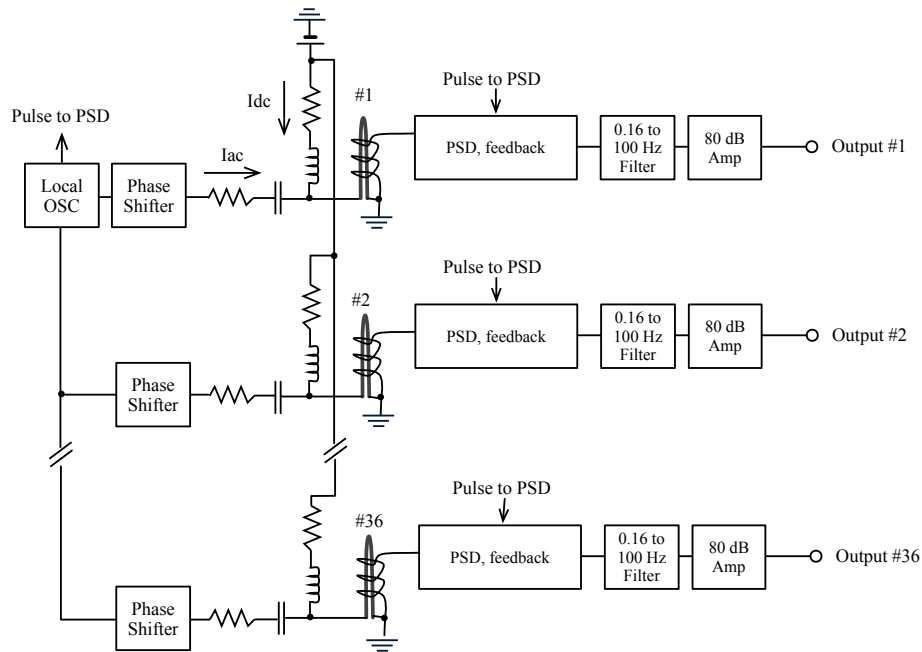 Pulse to PSD
Local
OSC
Phase
Shifter
Iac
Idc
#1
Pulse to PSD
PSD, feedback
0.16 to
100 Hz
Filter
80 dB
Amp
Output #1
#2
Pulse to PSD
PSD, feedback
0.16 to
100 Hz
Filter
80 dB
Amp
Output #2
Phase
Shifter
#36
Pulse to PSD
PSD, feedback
0.16 to
100 Hz
Filter
80 dB
Amp
Output #36
Phase
Shifter